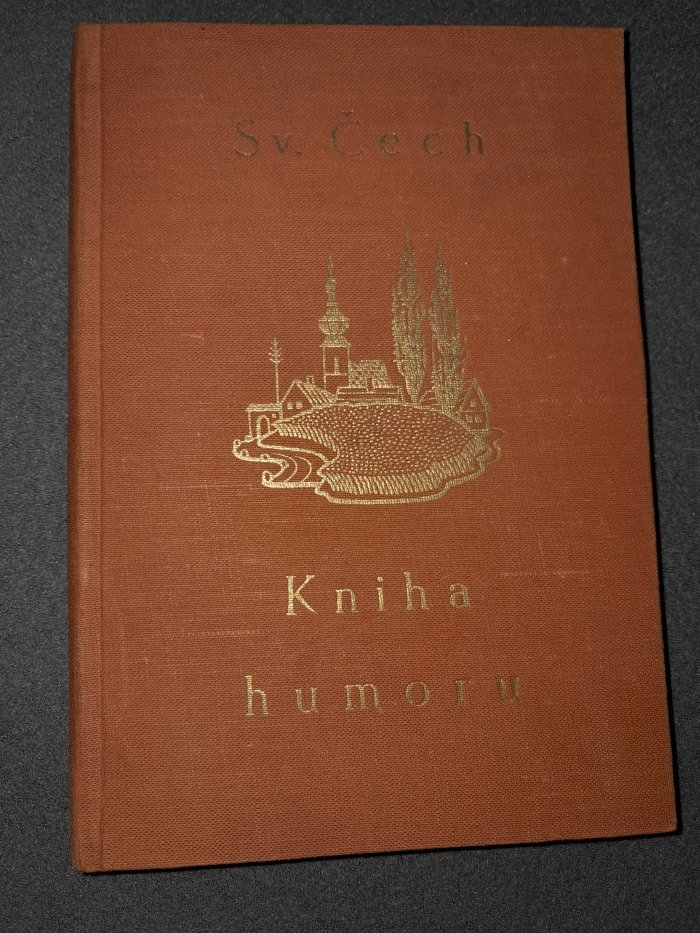 Sv. Čech
Kniha
humoru